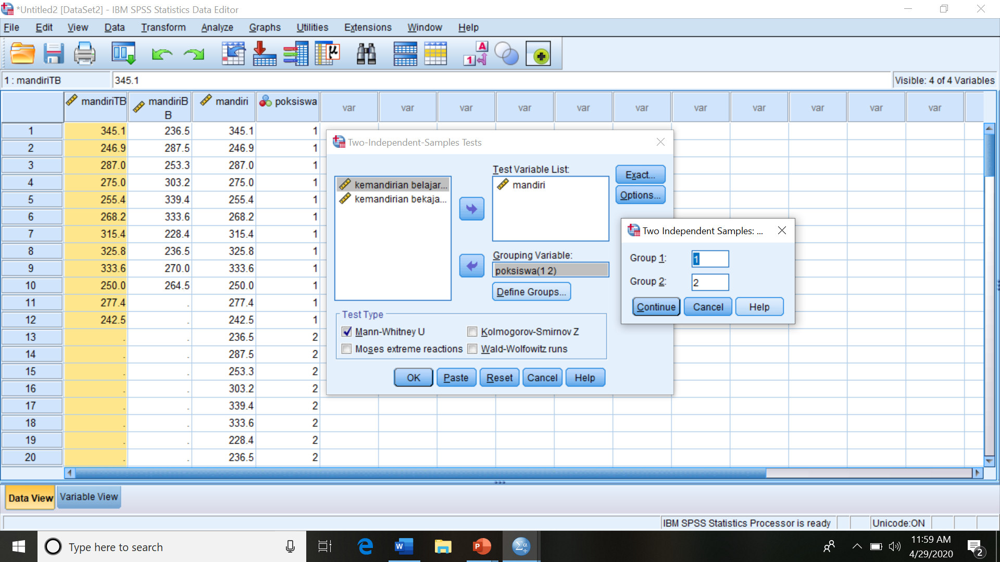 *Untitled2 [DataSet2] - IBM SPSS Statistics Data Editor
File Edit View Data Transform Analyze Graphs Utilities Extensions Window Help
1 : mandiriTB 345.1 Visible: 4 of 4 Variables
mandiriTB mandiriBB mandiri poksiswa var var var var var var var var var var var
1 345.1 236.5 345.1 1
2 246.9 287.5 246.9 1
3 287.0 253.3 287.0 1
4 275.0 303.2 275.0 1
5 255.4 339.4 255.4 1
6 268.2 333.6 268.2 1
7 315.4 228.4 315.4 1
8 325.8 236.5 325.8 1
9 333.6 270.0 333.6 1
10 250.0 264.5 250.0 1
11 277.4 . 277.4 1
12 242.5 . 242.5 1
13 . . 236.5 2
14 . . 287.5 2
15 . . 253.3 2
16 . . 303.2 2
17 . . 339.4 2
18 . . 333.6 2
19 . . 228.4 2
20 . . 236.5 2
Two-Independent-Samples Tests
Test Variable List:
kemandirian belajar...
kemandirian bekaja...
mandiri
Exact...
Options...
Grouping Variable:
poksiswa(1 2)
Define Groups...
Test Type
Mann-Whitney U Kolmogorov-Smirnov Z
Moses extreme reactions Wald-Wolfowitz runs
OK Paste Reset Cancel Help
Two Independent Samples: ...
Group 1: 1
Group 2: 2
Continue Cancel Help
Data View Variable View
IBM SPSS Statistics Processor is ready Unicode:ON
Type here to search
11:59 AM
4/29/2020
2